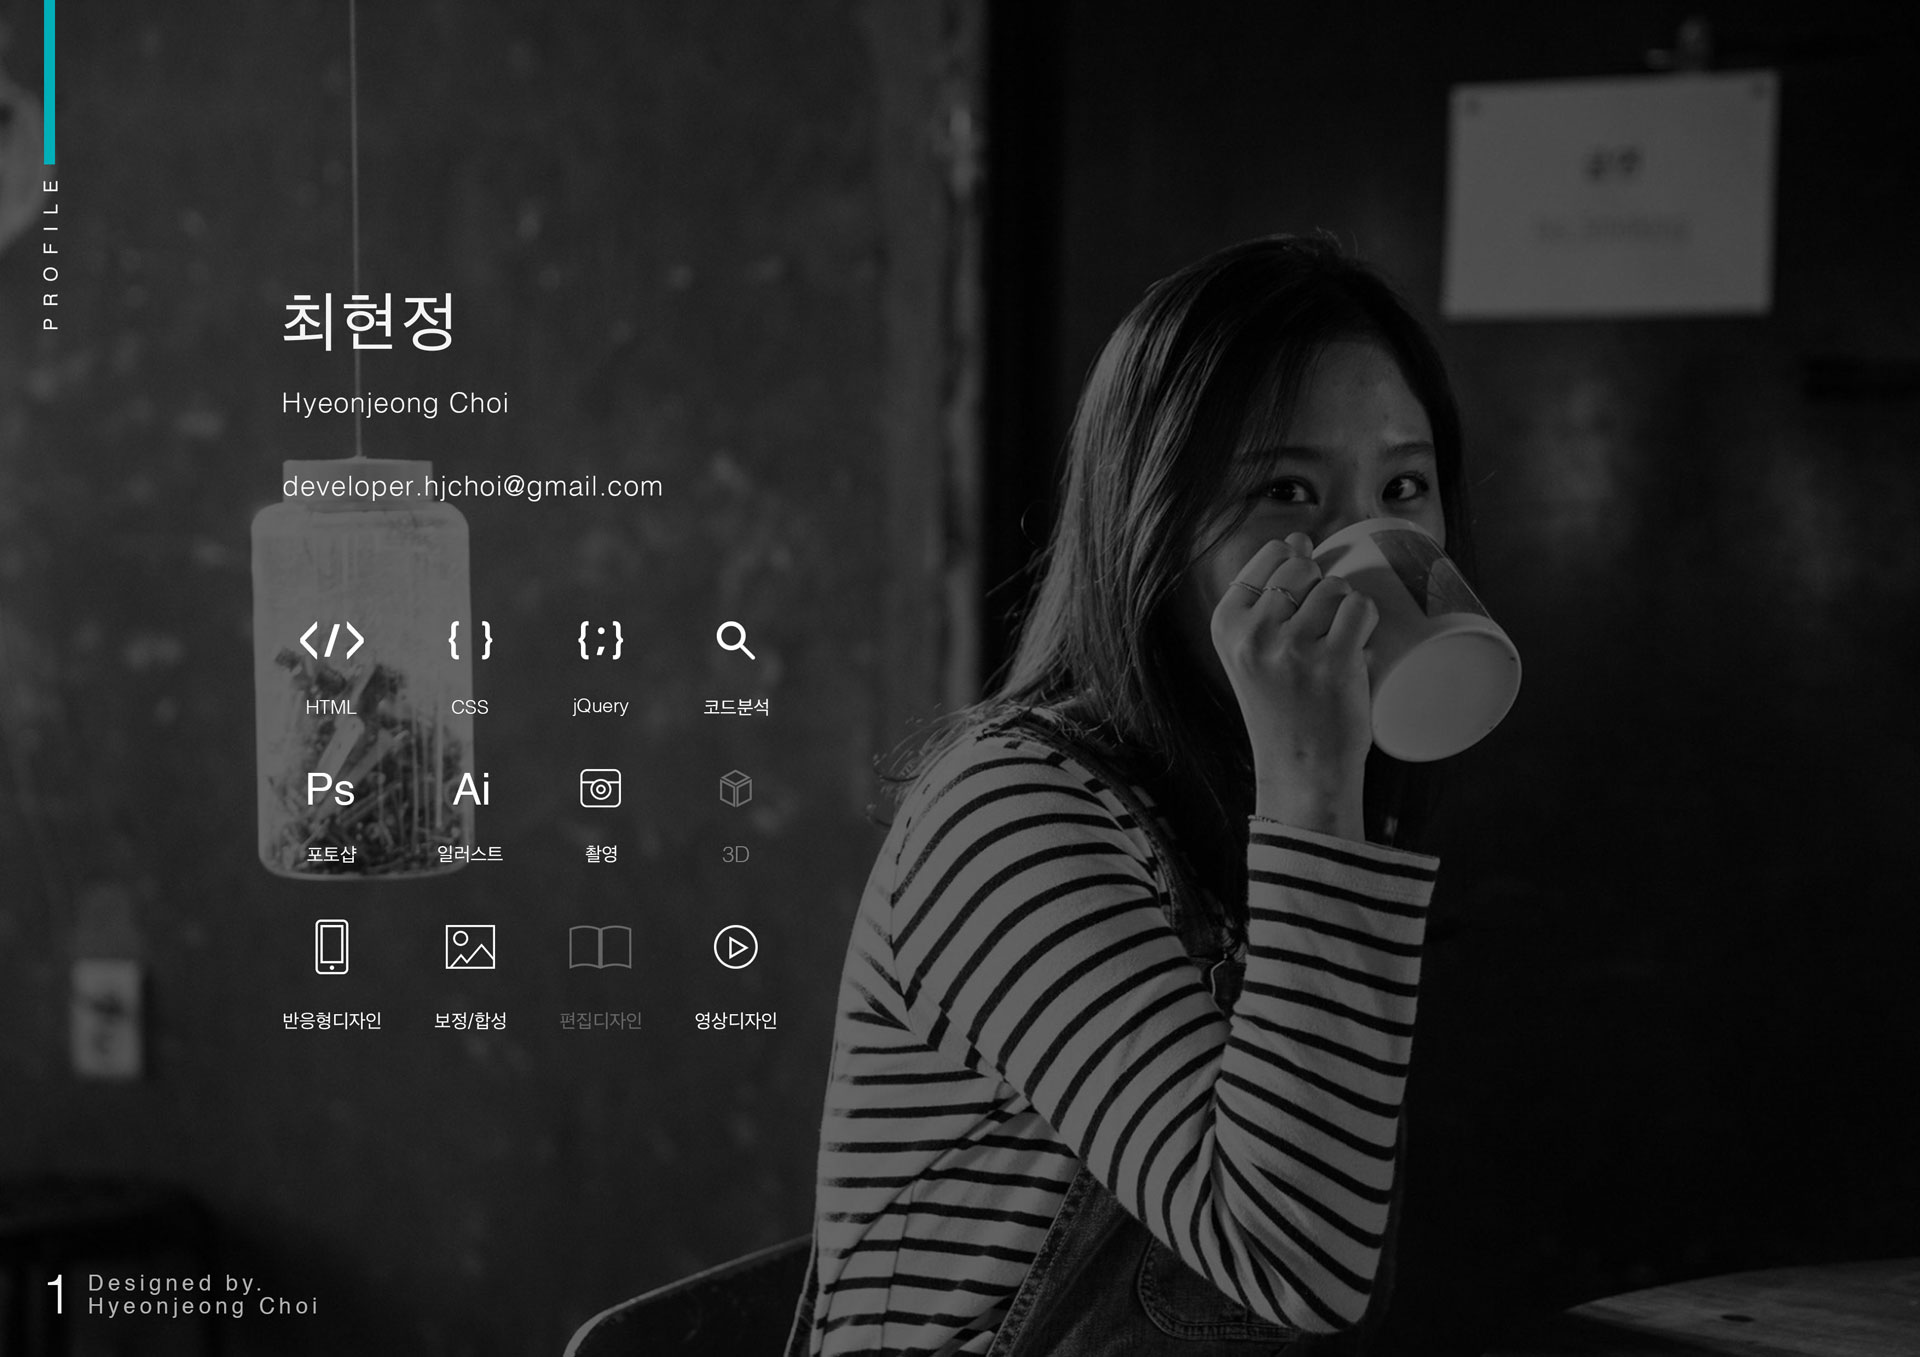 PROFILE
최현정
Hyeonjeong Choi
developer.hjchoi@gmail.com
</> { } {;}
HTML CSS jQuery 코드분석
Ps Ai
포토샵 일러스트 촬영 3D
반응형디자인 보정/합성 편집디자인 영상디자인
1 Designed by.
Hyeonjeong Choi